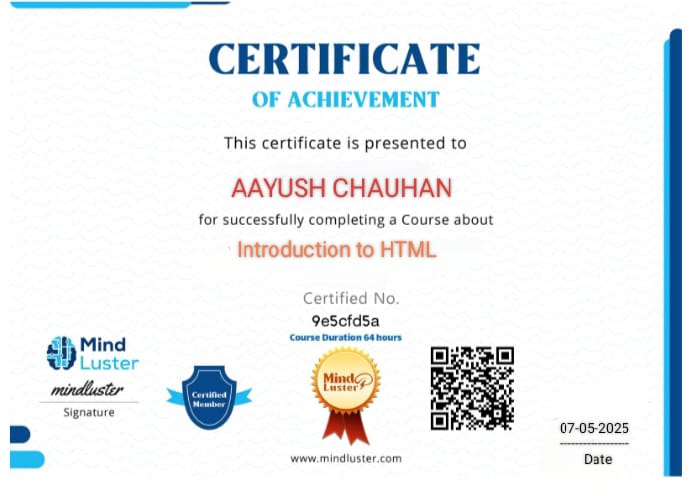 CERTIFICATE
OF ACHIEVEMENT
This certificate is presented to
AAYUSH CHAUHAN
for successfully completing a Course about
Introduction to HTML
Certified No.
9e5cfd5a
Course Duration 64 hours
Mind
Luster
mindluster
Signature
Certified
Member
Mind
Luster
www.mindluster.com
07-05-2025
------------------
Date